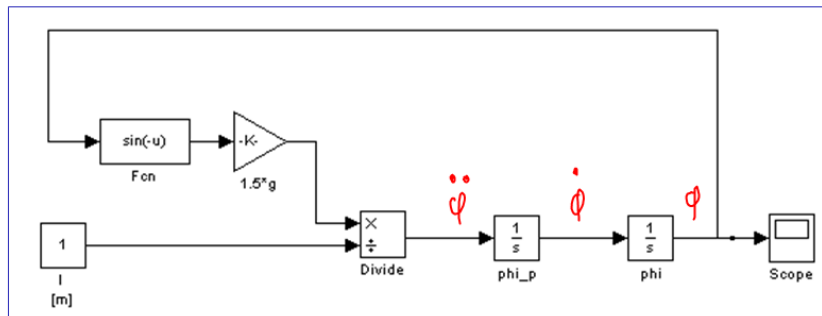 sin(-u)
Fcn
-K-
1.5*g
φ̈
φ̇
φ
1
l
[m]
×
÷
Divide
1
s
phi_p
1
s
phi
Scope